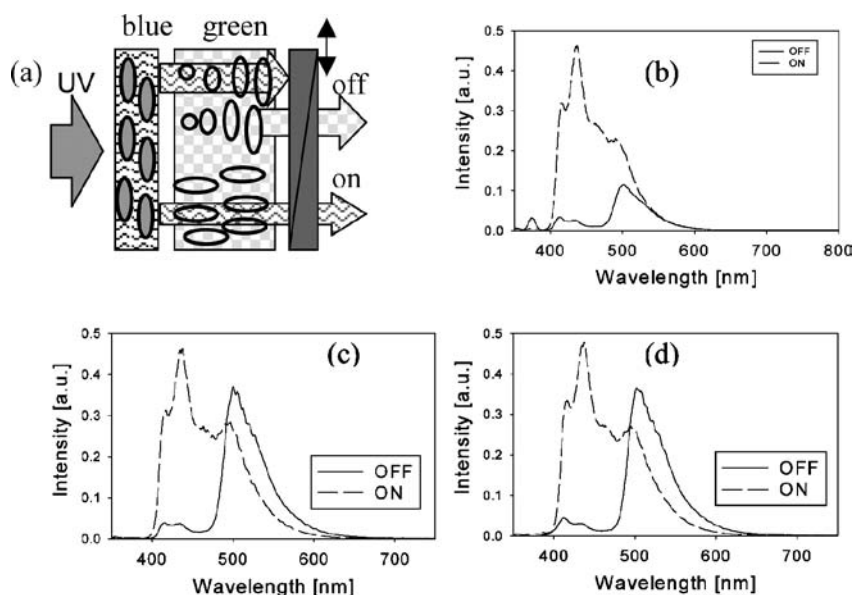 blue green
(a)
UV
off
on
(b)
OFF
ON
Intensity [a.u.]
0.5
0.4
0.3
0.2
0.1
0.0
400 500 600 700 800
Wavelength [nm]
(c)
OFF
ON
Intensity [a.u.]
0.5
0.4
0.3
0.2
0.1
0.0
400 500 600 700
Wavelength [nm]
(d)
OFF
ON
Intensity [a.u.]
0.5
0.4
0.3
0.2
0.1
0.0
400 500 600 700
Wavelength [nm]